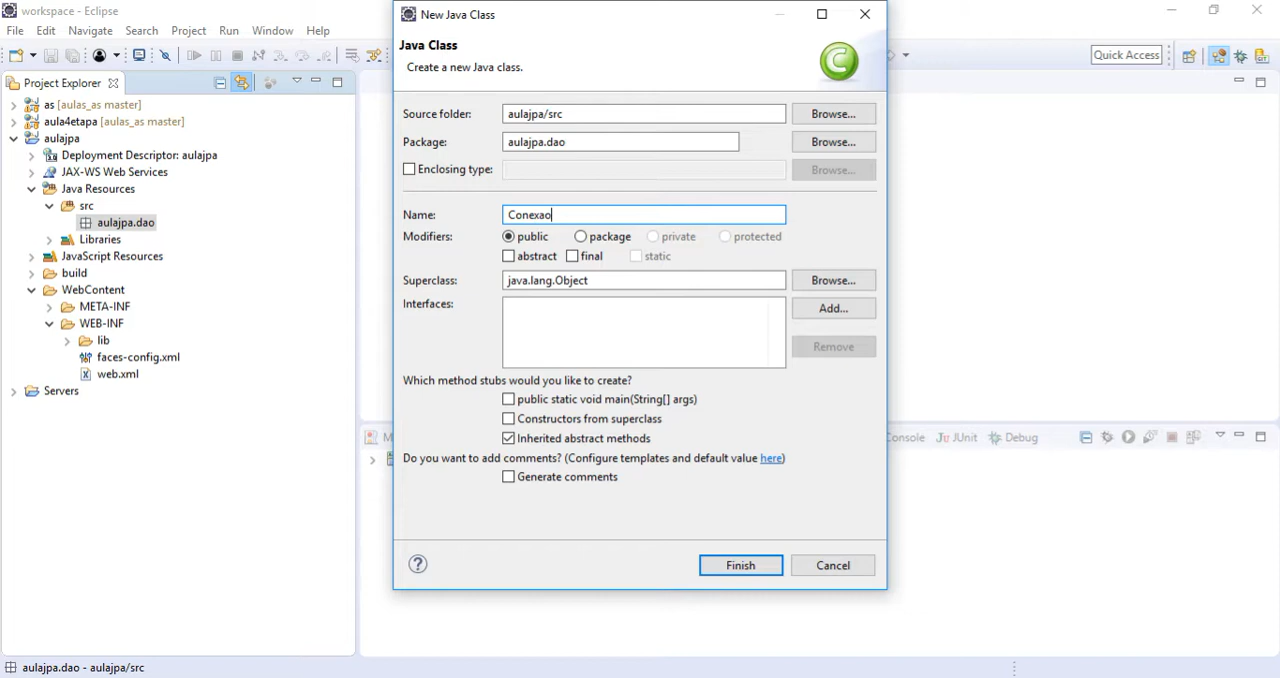 workspace - Eclipse
File Edit Navigate Search Project Run Window Help
Quick Access
Project Explorer
as [aulas_as master]
aula4etapa [aulas_as master]
aulajpa
Deployment Descriptor: aulajpa
JAX-WS Web Services
Java Resources
src
aulajpa.dao
Libraries
JavaScript Resources
build
WebContent
META-INF
WEB-INF
lib
faces-config.xml
web.xml
Servers
New Java Class
Java Class
Create a new Java class.
Source folder: aulajpa/src Browse...
Package: aulajpa.dao Browse...
Enclosing type: Browse...
Name: Conexao
Modifiers: public package private protected
abstract final static
Superclass: java.lang.Object Browse...
Interfaces: Add...
Remove
Which method stubs would you like to create?
public static void main(String[] args)
Constructors from superclass
Inherited abstract methods
Do you want to add comments? (Configure templates and default value here)
Generate comments
Finish Cancel
M
Console JUnit Debug
aulajpa.dao - aulajpa/src